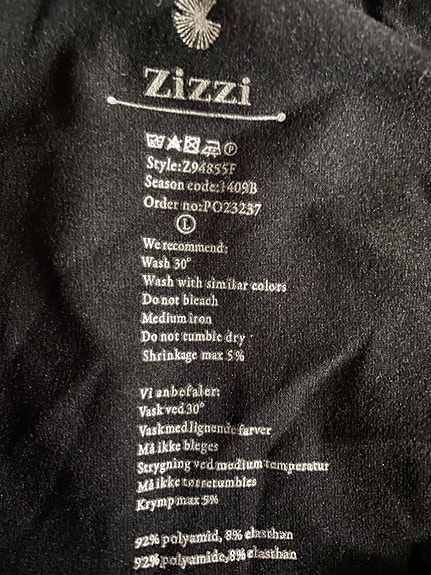 Zizzi
Style:Z94855F
Season code:1409B
Order no:PO23237
L
We recommend:
Wash 30°
Wash with similar colors
Do not bleach
Medium iron
Do not tumble dry
Shrinkage max 5%
Vi anbefaler:
Vask ved 30°
Vask med lignende farver
Må ikke bleges
Strygning ved medium temperatur
Må ikke tørretumbles
Krymp max 5%
92% polyamid, 8% elasthan
92% polyamide, 8% elasthan